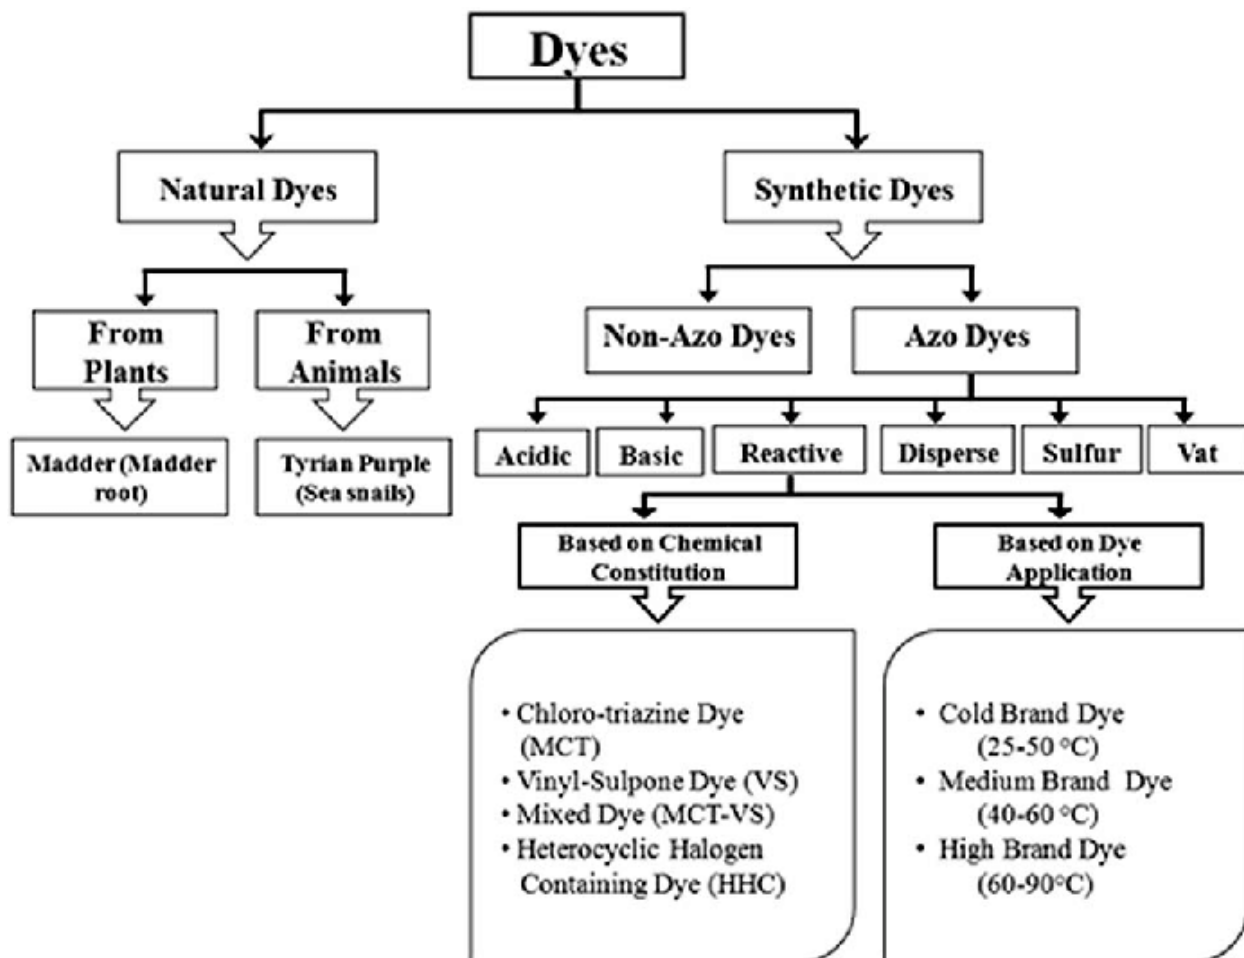 Dyes
Natural Dyes
Synthetic Dyes
From
Plants
From
Animals
Non-Azo Dyes
Azo Dyes
Madder (Madder
root)
Tyrian Purple
(Sea snails)
Acidic
Basic
Reactive
Disperse
Sulfur
Vat
Based on Chemical
Constitution
Based on Dye
Application
• Chloro-triazine Dye
(MCT)
• Vinyl-Sulpone Dye (VS)
• Mixed Dye (MCT-VS)
• Heterocyclic Halogen
Containing Dye (HHC)
• Cold Brand Dye
(25-50 °C)
• Medium Brand Dye
(40-60 °C)
• High Brand Dye
(60-90°C)